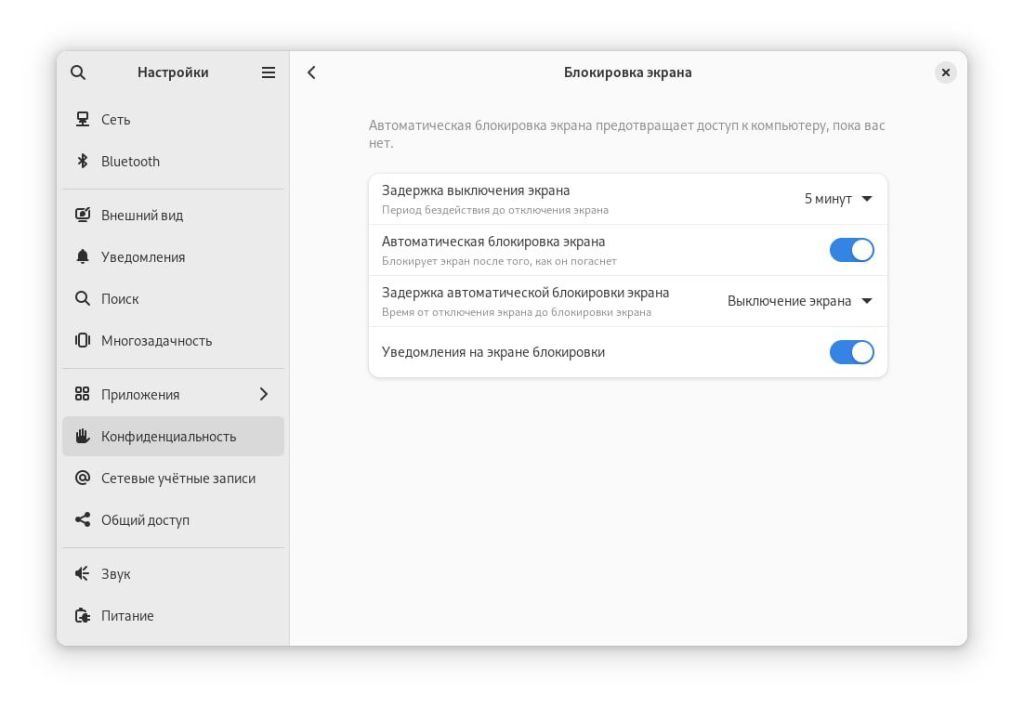 Настройки
Сеть
Bluetooth
Внешний вид
Уведомления
Поиск
Многозадачность
Приложения
Конфиденциальность
Сетевые учётные записи
Общий доступ
Звук
Питание
Блокировка экрана
Автоматическая блокировка экрана предотвращает доступ к компьютеру, пока вас
нет.
Задержка выключения экрана
Период бездействия до отключения экрана
5 минут
Автоматическая блокировка экрана
Блокирует экран после того, как он погаснет
Задержка автоматической блокировки экрана
Время от отключения экрана до блокировки экрана
Выключение экрана
Уведомления на экране блокировки